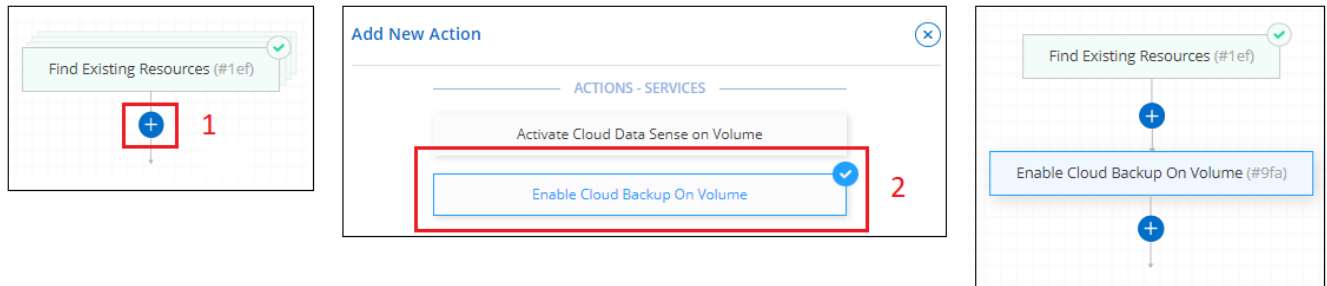 Find Existing Resources (#1ef)
1
Add New Action
ACTIONS - SERVICES
Activate Cloud Data Sense on Volume
Enable Cloud Backup On Volume
2
Find Existing Resources (#1ef)
Enable Cloud Backup On Volume (#9fa)